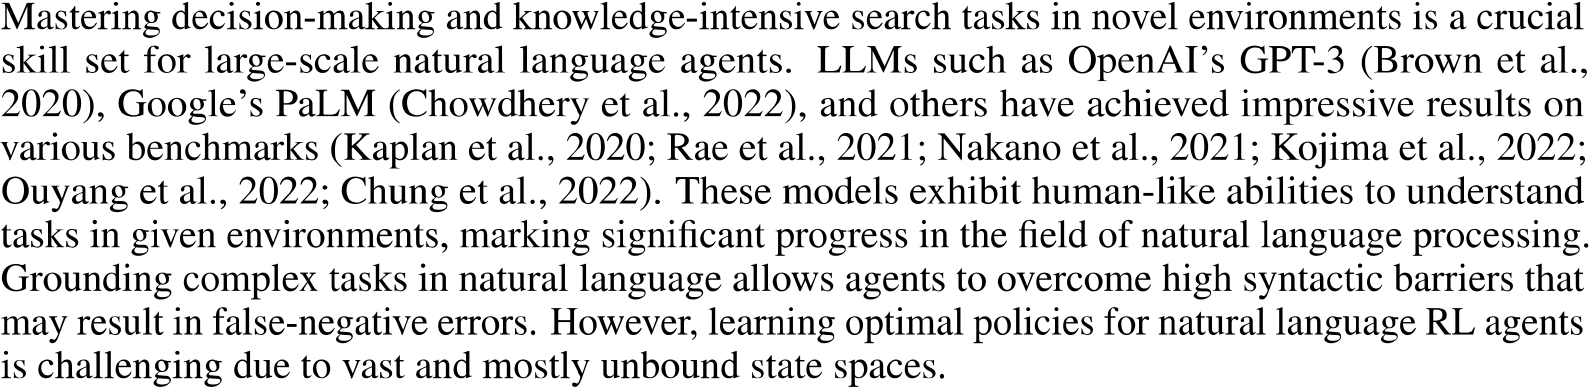 Mastering decision-making and knowledge-intensive search tasks in novel environments is a crucial
skill set for large-scale natural language agents. LLMs such as OpenAI’s GPT-3 (Brown et al.,
2020), Google’s PaLM (Chowdhery et al., 2022), and others have achieved impressive results on
various benchmarks (Kaplan et al., 2020; Rae et al., 2021; Nakano et al., 2021; Kojima et al., 2022;
Ouyang et al., 2022; Chung et al., 2022). These models exhibit human-like abilities to understand
tasks in given environments, marking significant progress in the field of natural language processing.
Grounding complex tasks in natural language allows agents to overcome high syntactic barriers that
may result in false-negative errors. However, learning optimal policies for natural language RL agents
is challenging due to vast and mostly unbound state spaces.